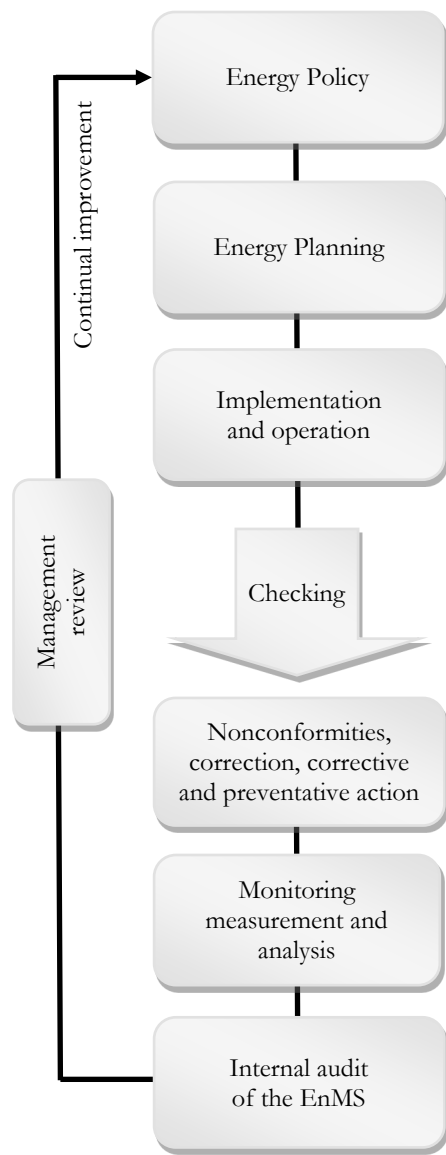 Energy Policy
Continual improvement
Energy Planning
Implementation
and operation
Checking
Management
review
Nonconformities,
correction, corrective
and preventative action
Monitoring
measurement and
analysis
Internal audit
of the EnMS